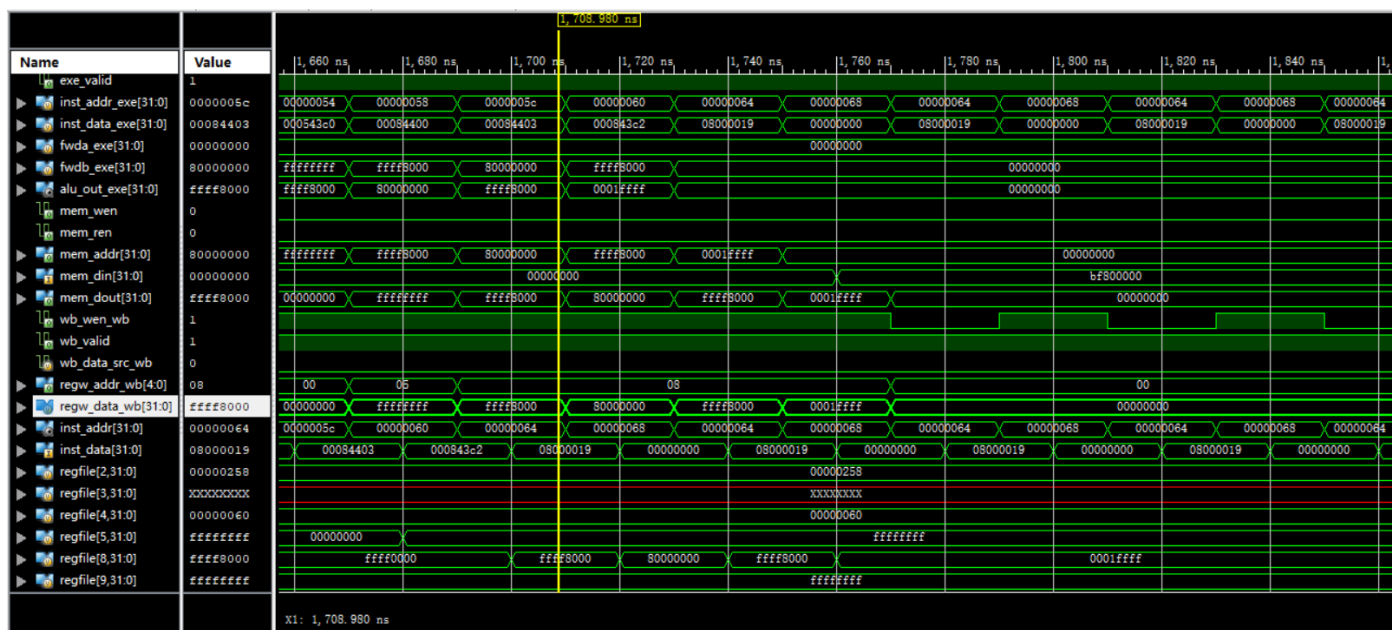 1,708.980 ns
Name Value 1,660 ns 1,680 ns 1,700 ns 1,720 ns 1,740 ns 1,760 ns 1,780 ns 1,800 ns 1,820 ns 1,840 ns 1,
exe_valid 1
inst_addr_exe[31:0] 0000005c 00000054 00000058 0000005c 00000060 00000064 00000068 00000064 00000068 00000064 00000068 00000064
inst_data_exe[31:0] 00084403 000543c0 00084400 00084403 000843c2 08000019 00000000 08000019 00000000 08000019 00000000 08000019
fwda_exe[31:0] 00000000 00000000
fwdb_exe[31:0] 80000000 ffffffff ffff8000 80000000 ffff8000 00000000
alu_out_exe[31:0] ffff8000 ffff8000 80000000 ffff8000 0001ffff 00000000
mem_wen 0
mem_ren 0
mem_addr[31:0] 80000000 ffffffff ffff8000 80000000 ffff8000 0001ffff 00000000
mem_din[31:0] 00000000 00000000 bf800000
mem_dout[31:0] ffff8000 00000000 ffffffff ffff8000 80000000 ffff8000 0001ffff 00000000
wb_wen_wb 1
wb_valid 1
wb_data_src_wb 0
regw_addr_wb[4:0] 08 00 05 08 00
regw_data_wb[31:0] ffff8000 00000000 ffffffff ffff8000 80000000 ffff8000 0001ffff 00000000
inst_addr[31:0] 00000064 0000005c 00000060 00000064 00000068 00000064 00000068 00000064 00000068 00000064 00000068 00000064
inst_data[31:0] 08000019 00084403 000843c2 08000019 00000000 08000019 00000000 08000019 00000000 08000019 00000000
regfile[2,31:0] 00000258 00000258
regfile[3,31:0] XXXXXXXX XXXXXXXX
regfile[4,31:0] 00000060 00000060
regfile[5,31:0] ffffffff 00000000 ffffffff
regfile[8,31:0] ffff8000 ffff0000 ffff8000 80000000 ffff8000 0001ffff
regfile[9,31:0] ffffffff ffffffff
X1: 1,708.980 ns